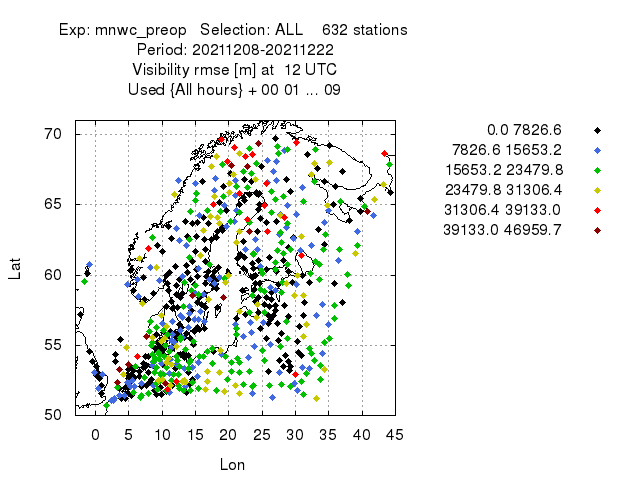 Exp: mnwc_preop   Selection: ALL    632 stations
Period: 20211208-20211222
Visibility rmse [m] at  12 UTC
Used {All hours} + 00 01 ... 09
0.0 7826.6
7826.6 15653.2
15653.2 23479.8
23479.8 31306.4
31306.4 39133.0
39133.0 46959.7
Lat
70
65
60
55
50
0 5 10 15 20 25 30 35 40 45
Lon